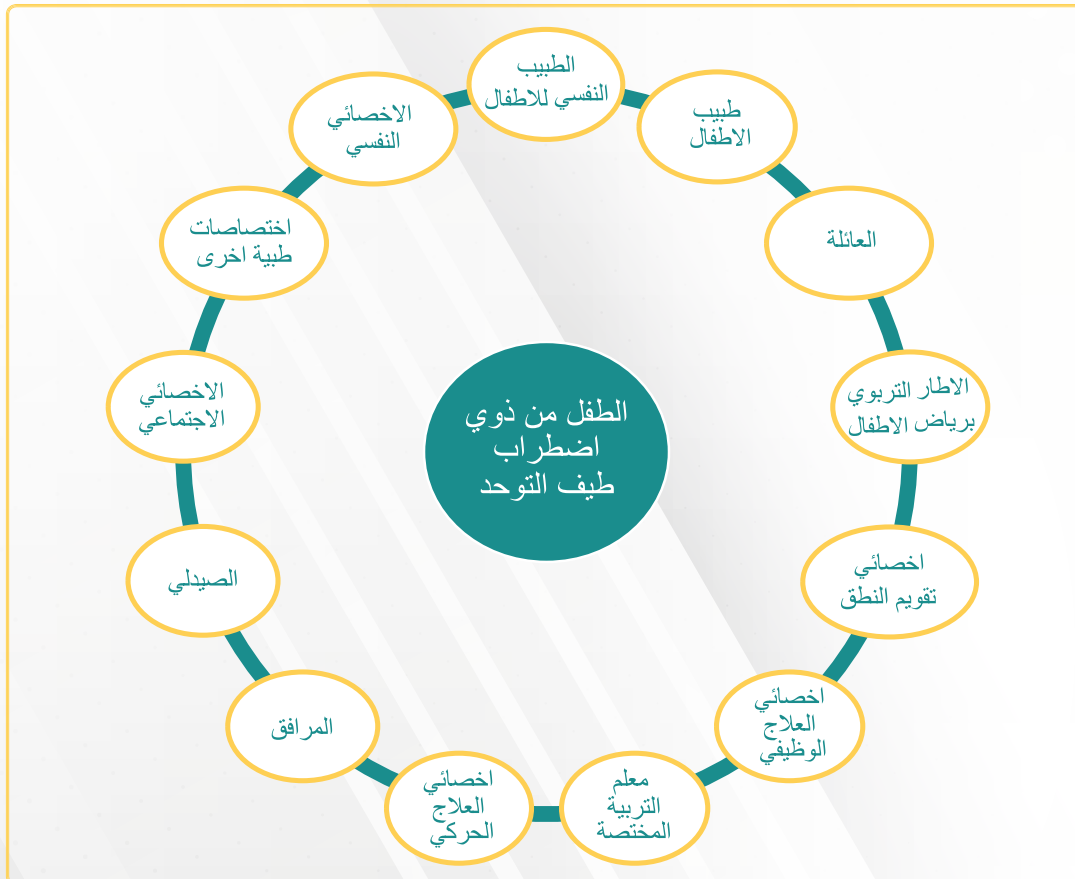 الطبيب
النفسي للاطفال
طبيب
الاطفال
العائلة
الاطار التربوي
برياض الاطفال
اخصائي
تقويم النطق
اخصائي
العلاج
الوظيفي
معلم
التربية
المختصة
اخصائي
العلاج
الحركي
المرافق
الصيدلي
الاخصائي
الاجتماعي
اختصاصات
طبية اخرى
الاخصائي
النفسي
الطفل من ذوي
اضطراب
طيف التوحد